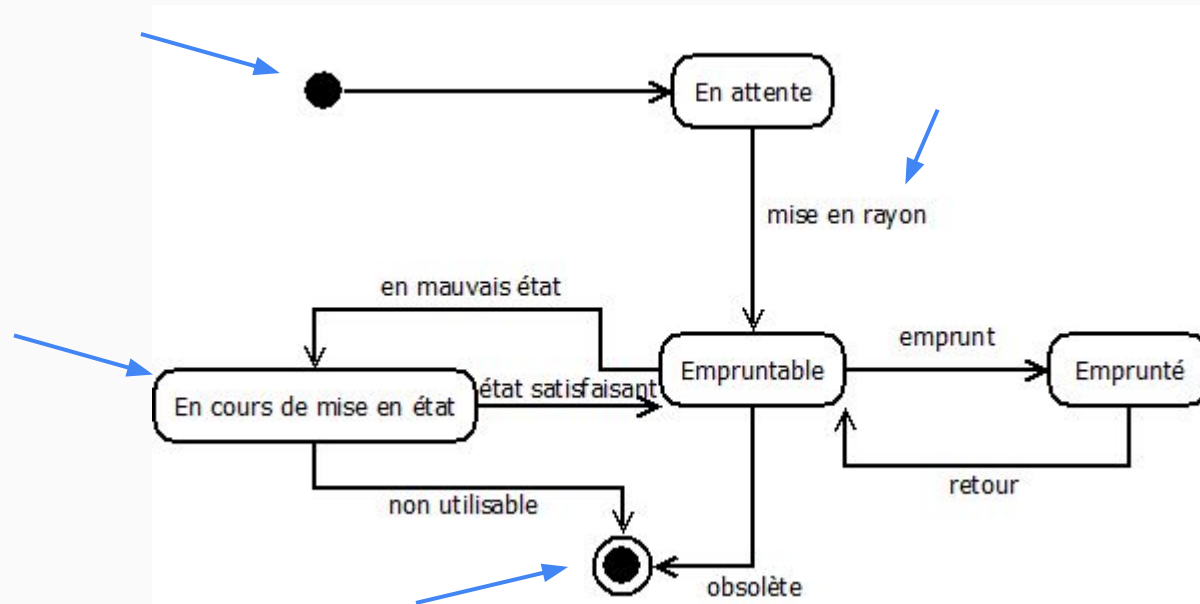 En attente
mise en rayon
en mauvais état
emprunt
Empruntable
Emprunté
état satisfaisant
En cours de mise en état
retour
non utilisable
obsolète